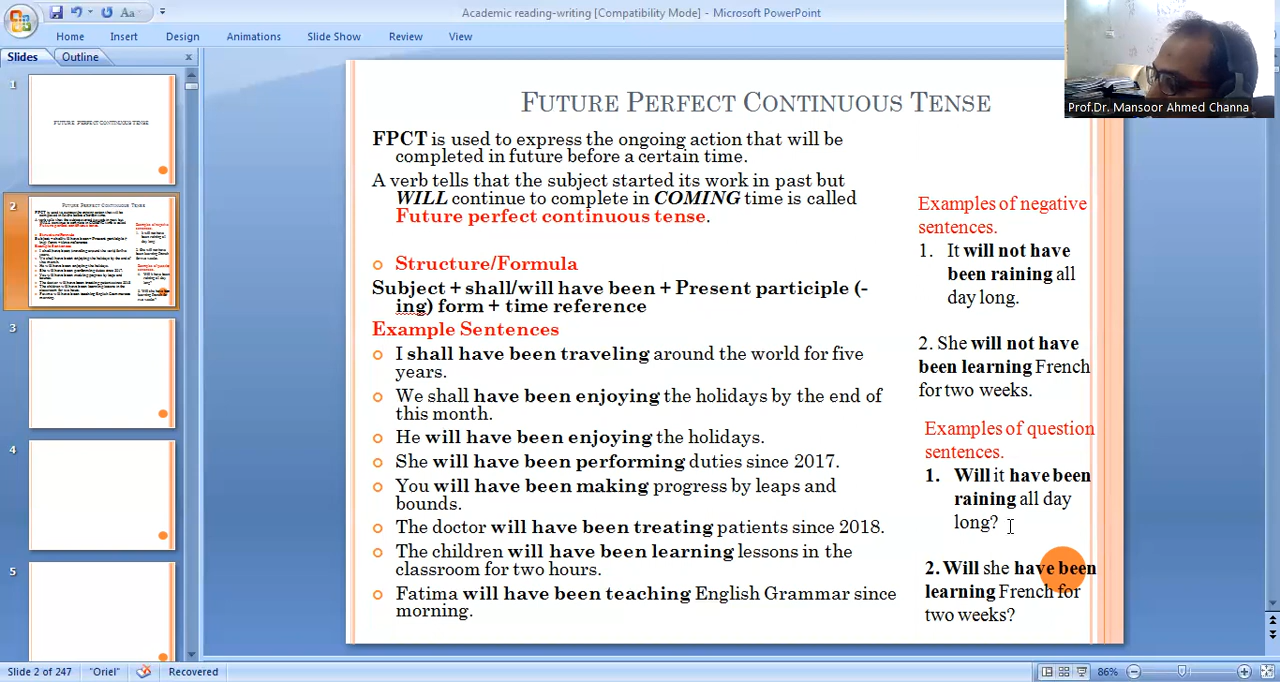 Academic reading-writing [Compatibility Mode] - Microsoft PowerPoint
Aa
Home Insert Design Animations Slide Show Review View
Slides Outline x
Prof.Dr. Mansoor Ahmed Channa
1
FUTURE PERFECT CONTINUOUS TENSE
2
3
4
5
FUTURE PERFECT CONTINUOUS TENSE
FPCT is used to express the ongoing action that will be
completed in future before a certain time.
A verb tells that the subject started its work in past but
WILL continue to complete in COMING time is called
Future perfect continuous tense.
Structure/Formula
Subject + shall/will have been + Present participle (-
ing) form + time reference
Example Sentences
I shall have been traveling around the world for five
years.
We shall have been enjoying the holidays by the end of
this month.
He will have been enjoying the holidays.
She will have been performing duties since 2017.
You will have been making progress by leaps and
bounds.
The doctor will have been treating patients since 2018.
The children will have been learning lessons in the
classroom for two hours.
Fatima will have been teaching English Grammar since
morning.
Examples of negative
sentences.
1. It will not have
been raining all
day long.
2. She will not have
been learning French
for two weeks.
Examples of question
sentences.
1. Will it have been
raining all day
long?
2. Will she have been
learning French for
two weeks?
Slide 2 of 247 "Oriel" Recovered 86%